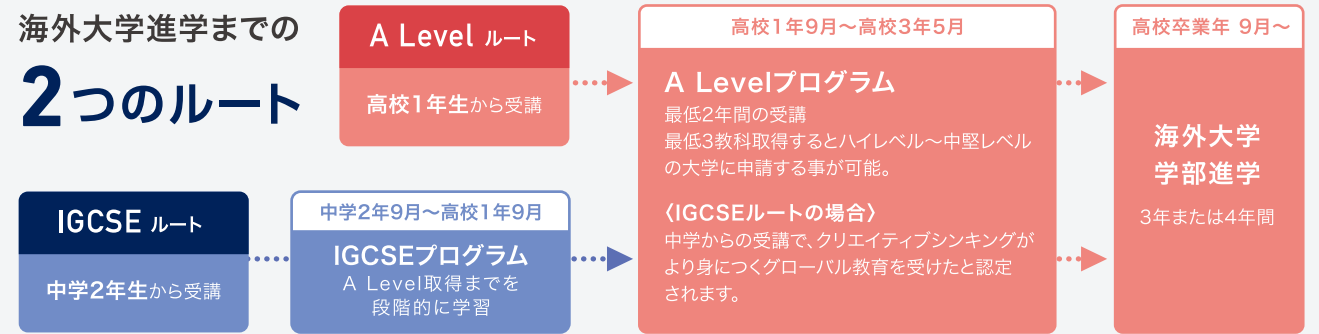 海外大学進学までの
2つのルート
A Level ルート
高校1年生から受講
IGCSE ルート
中学2年生から受講
中学2年9月～高校1年9月
IGCSEプログラム
A Level取得までを
段階的に学習
高校1年9月～高校3年5月
A Levelプログラム
最低2年間の受講
最低3教科取得するとハイレベル～中堅レベル
の大学に申請する事が可能。
〈IGCSEルートの場合〉
中学からの受講で、クリエイティブシンキングが
より身につくグローバル教育を受けたと認定
されます。
高校卒業年 9月～
海外大学
学部進学
3年または4年間